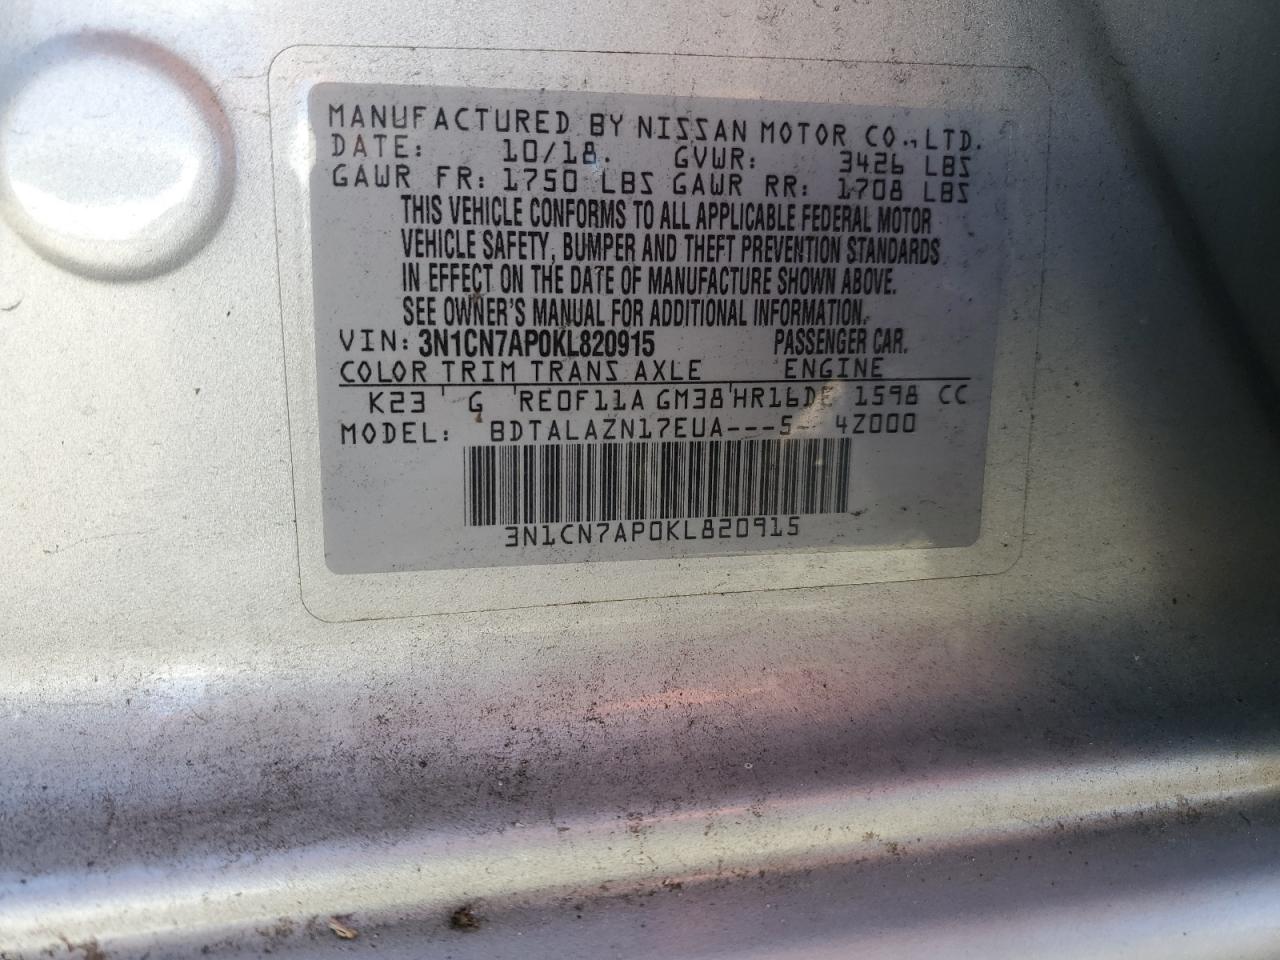 MANUFACTURED BY NISSAN MOTOR CO., LTD.
DATE: 10/18. GVWR: 3426 LBS
GAWR FR: 1750 LBS GAWR RR: 1708 LBS
THIS VEHICLE CONFORMS TO ALL APPLICABLE FEDERAL MOTOR
VEHICLE SAFETY, BUMPER AND THEFT PREVENTION STANDARDS
IN EFFECT ON THE DATE OF MANUFACTURE SHOWN ABOVE.
SEE OWNER'S MANUAL FOR ADDITIONAL INFORMATION.
VIN: 3N1CN7AP0KL820915 PASSENGER CAR.
COLOR TRIM TRANS AXLE ENGINE
K23 G RE0F11A GM38 HR16DE 1598 CC
MODEL: BDTALAZN17EUA---5- 4Z000
3N1CN7AP0KL820915